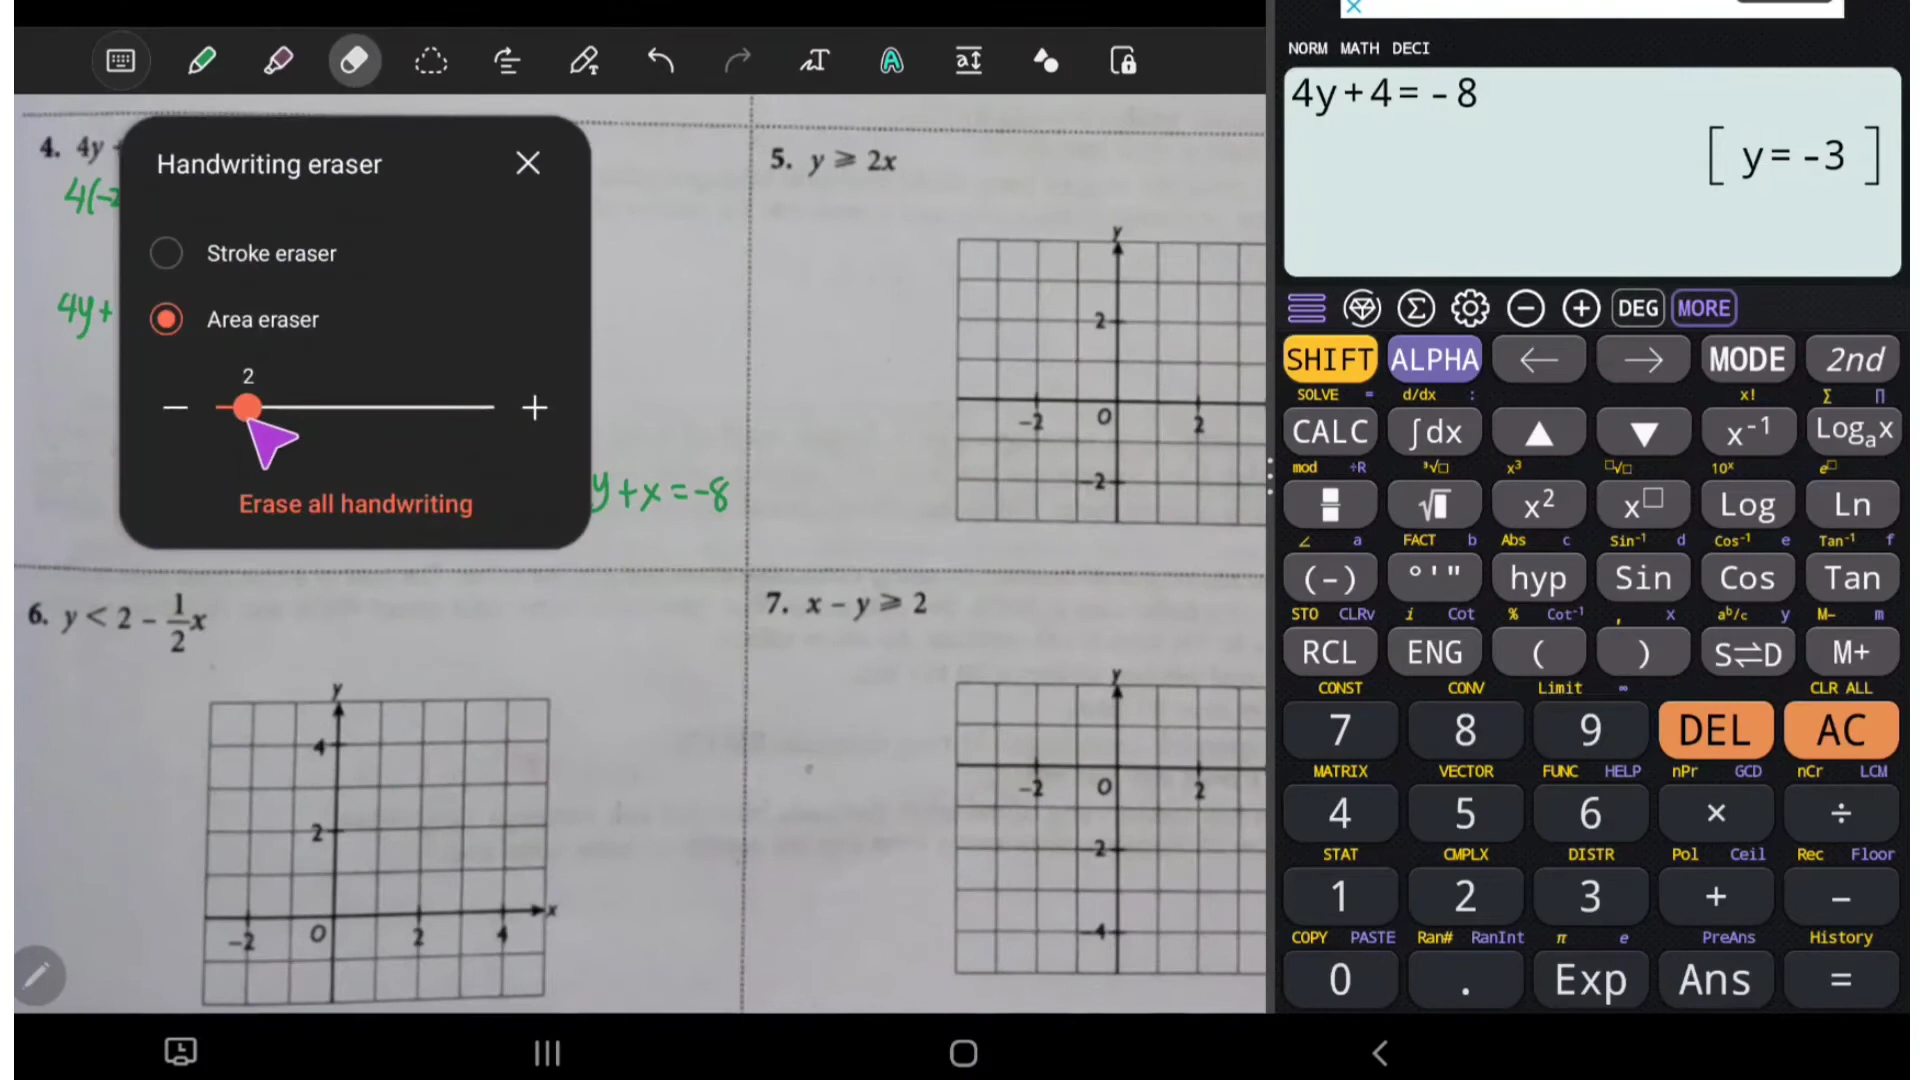 4. 4y
4(-2
4y+
y+x=-8
Handwriting eraser
Stroke eraser
Area eraser
2
Erase all handwriting
5. y ⩾ 2x
y
2
-2 O 2
-2
6. y < 2 - 1/2 x
y
4
2
-2 O 2 4
x
7. x - y ⩾ 2
y
-2 O 2
-2
-4
NORM MATH DECI
4y+4=-8
[ y=-3 ]
DEG MORE
SHIFT ALPHA ← → MODE 2nd
SOLVE = d/dx : x! Σ ∏
CALC ∫dx ▲ ▼ x⁻¹ Logₐx
mod ÷R ³√□ x³ □√□ 10ˣ e□
√ x² x□ Log Ln
∠ a FACT b Abs c Sin⁻¹ d Cos⁻¹ e Tan⁻¹ f
(−) °'" hyp Sin Cos Tan
STO CLRv i Cot % Cot⁻¹ , x aᵇ/c y M− m
RCL ENG ( ) S⇌D M+
CONST CONV Limit ∞ CLR ALL
7 8 9 DEL AC
MATRIX VECTOR FUNC HELP nPr GCD nCr LCM
4 5 6 × ÷
STAT CMPLX DISTR Pol Ceil Rec Floor
1 2 3 + −
COPY PASTE Ran# RanInt π e PreAns History
0 . Exp Ans =